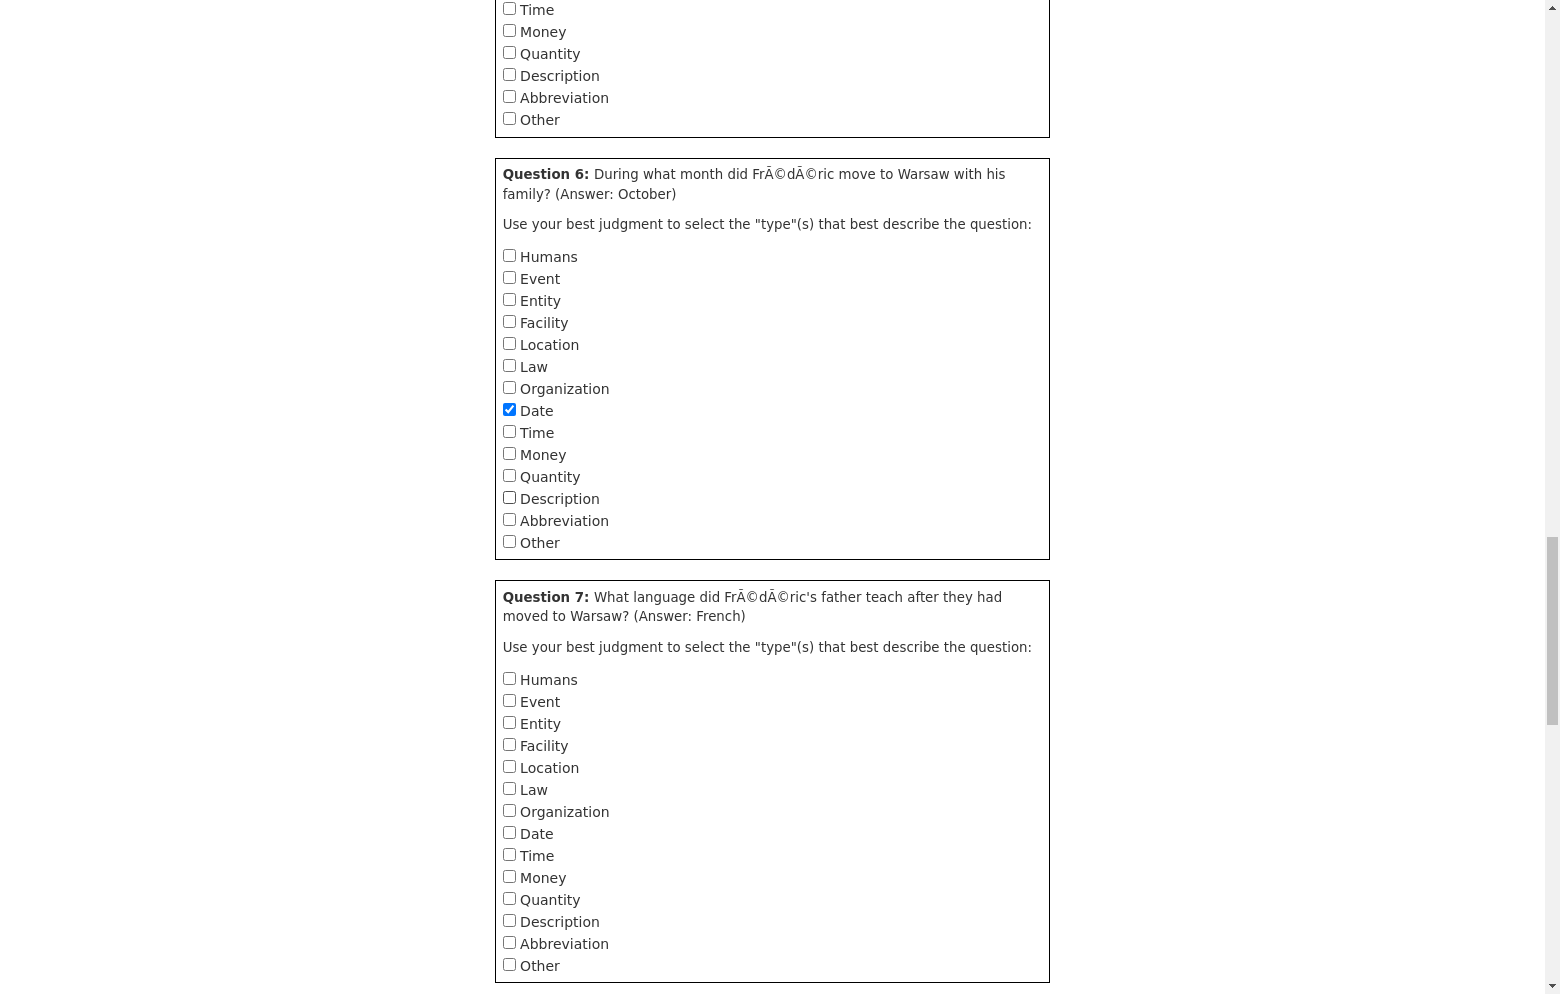 Time
Money
Quantity
Description
Abbreviation
Other
Question 6: During what month did FrÃ©dÃ©ric move to Warsaw with his
family? (Answer: October)
Use your best judgment to select the "type"(s) that best describe the question:
Humans
Event
Entity
Facility
Location
Law
Organization
Date
Time
Money
Quantity
Description
Abbreviation
Other
Question 7: What language did FrÃ©dÃ©ric's father teach after they had
moved to Warsaw? (Answer: French)
Use your best judgment to select the "type"(s) that best describe the question:
Humans
Event
Entity
Facility
Location
Law
Organization
Date
Time
Money
Quantity
Description
Abbreviation
Other